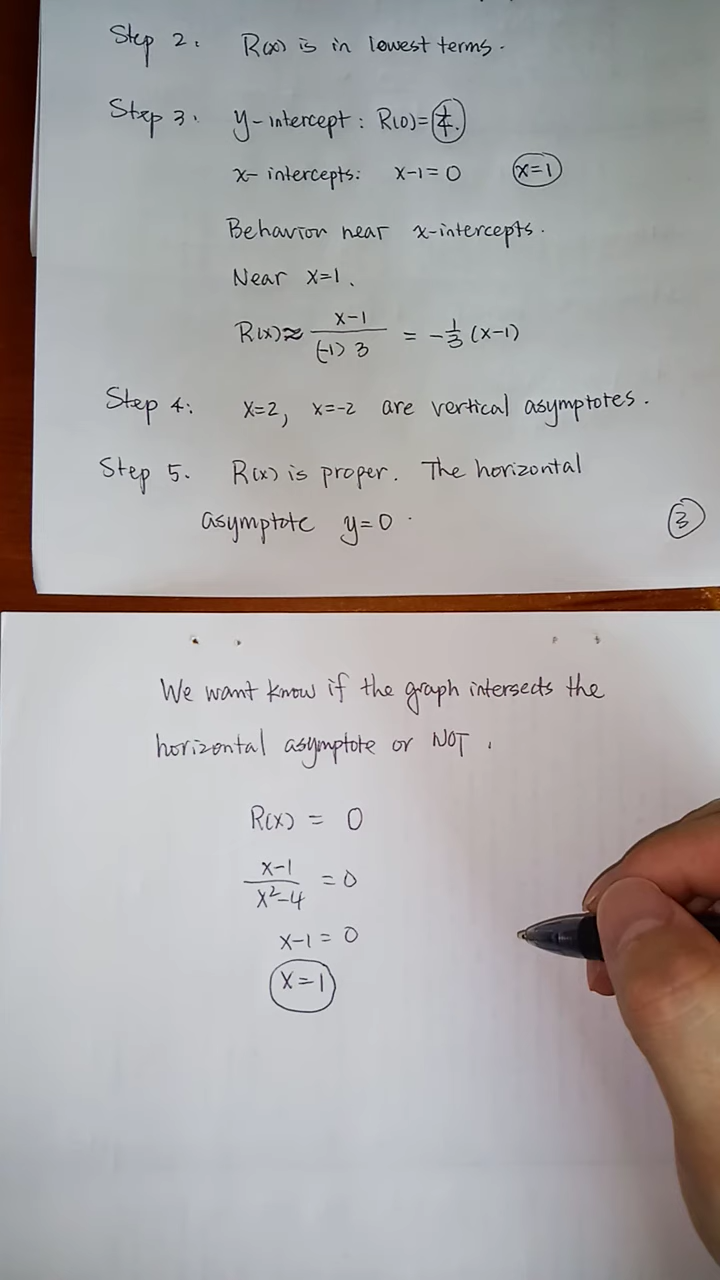 Step 2. R(x) is in lowest terms.
Step 3. y-intercept: R(0)=1/4.
x-intercepts: x-1=0 x=1
Behavior near x-intercepts.
Near x=1.
R(x)≈ x-1/(-1)3 = -1/3(x-1)
Step 4: x=2, x=-2 are vertical asymptotes.
Step 5. R(x) is proper. The horizontal
asymptote y=0.
3
We want know if the graph intersects the
horizontal asymptote or NOT.
R(x) = 0
x-1/x²-4 = 0
x-1=0
x=1